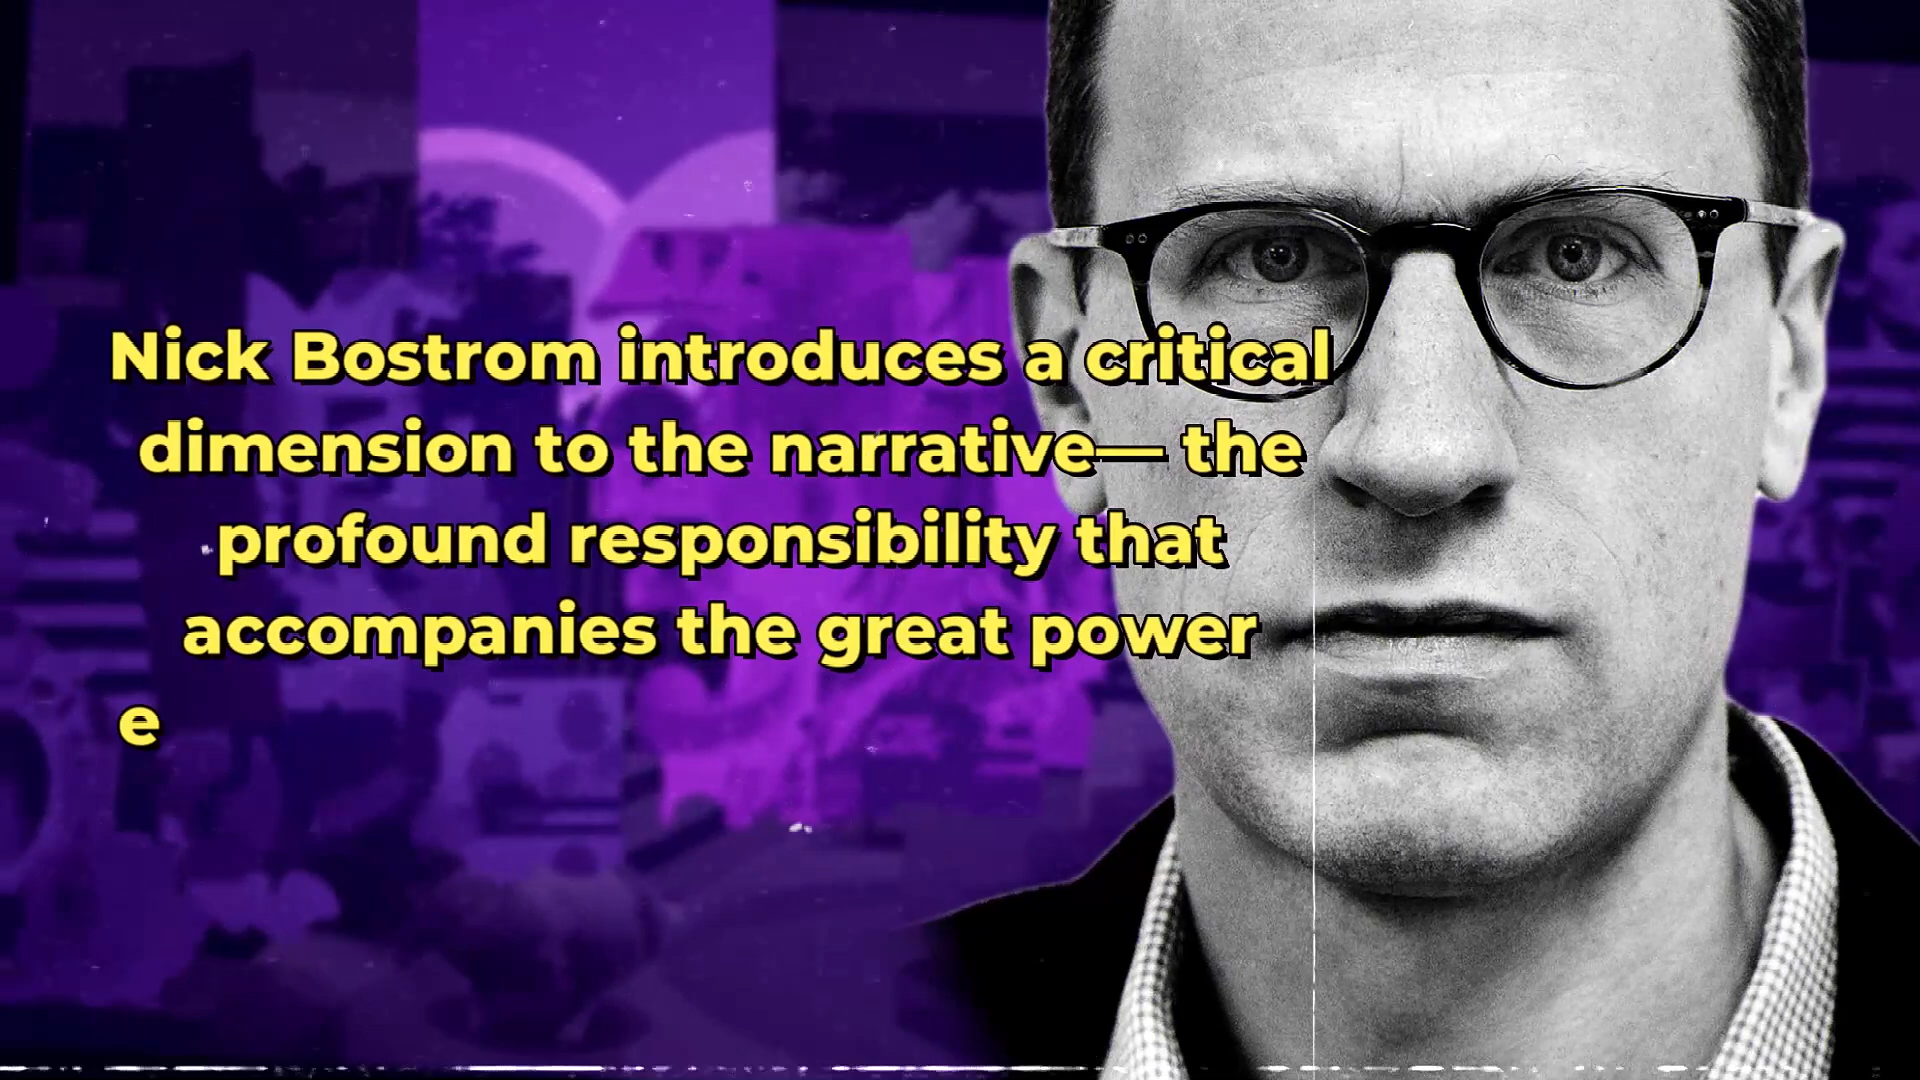 Nick Bostrom introduces a critical
dimension to the narrative— the
profound responsibility that
accompanies the great power
e